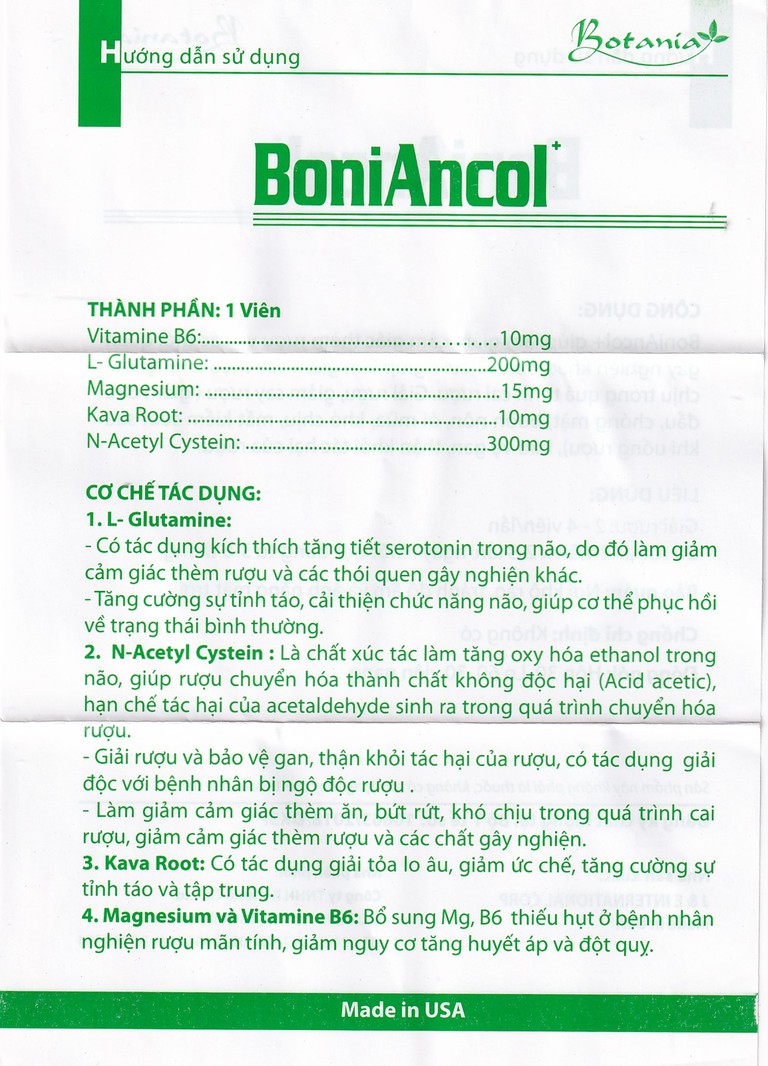 Hướng dẫn sử dụng
Botania
BoniAncol+
THÀNH PHẦN: 1 Viên
Vitamine B6:..........................................................10mg
L- Glutamine: ........................................................200mg
Magnesium: ..........................................................15mg
Kava Root: ............................................................10mg
N-Acetyl Cystein: ..................................................300mg
CƠ CHẾ TÁC DỤNG:
1. L- Glutamine:
- Có tác dụng kích thích tăng tiết serotonin trong não, do đó làm giảm
cảm giác thèm rượu và các thói quen gây nghiện khác.
- Tăng cường sự tỉnh táo, cải thiện chức năng não, giúp cơ thể phục hồi
về trạng thái bình thường.
2. N-Acetyl Cystein : Là chất xúc tác làm tăng oxy hóa ethanol trong
não, giúp rượu chuyển hóa thành chất không độc hại (Acid acetic),
hạn chế tác hại của acetaldehyde sinh ra trong quá trình chuyển hóa
rượu.
- Giải rượu và bảo vệ gan, thận khỏi tác hại của rượu, có tác dụng giải
độc với bệnh nhân bị ngộ độc rượu .
- Làm giảm cảm giác thèm ăn, bứt rứt, khó chịu trong quá trình cai
rượu, giảm cảm giác thèm rượu và các chất gây nghiện.
3. Kava Root: Có tác dụng giải tỏa lo âu, giảm ức chế, tăng cường sự
tỉnh táo và tập trung.
4. Magnesium và Vitamine B6: Bổ sung Mg, B6 thiếu hụt ở bệnh nhân
nghiện rượu mãn tính, giảm nguy cơ tăng huyết áp và đột quỵ.
Made in USA